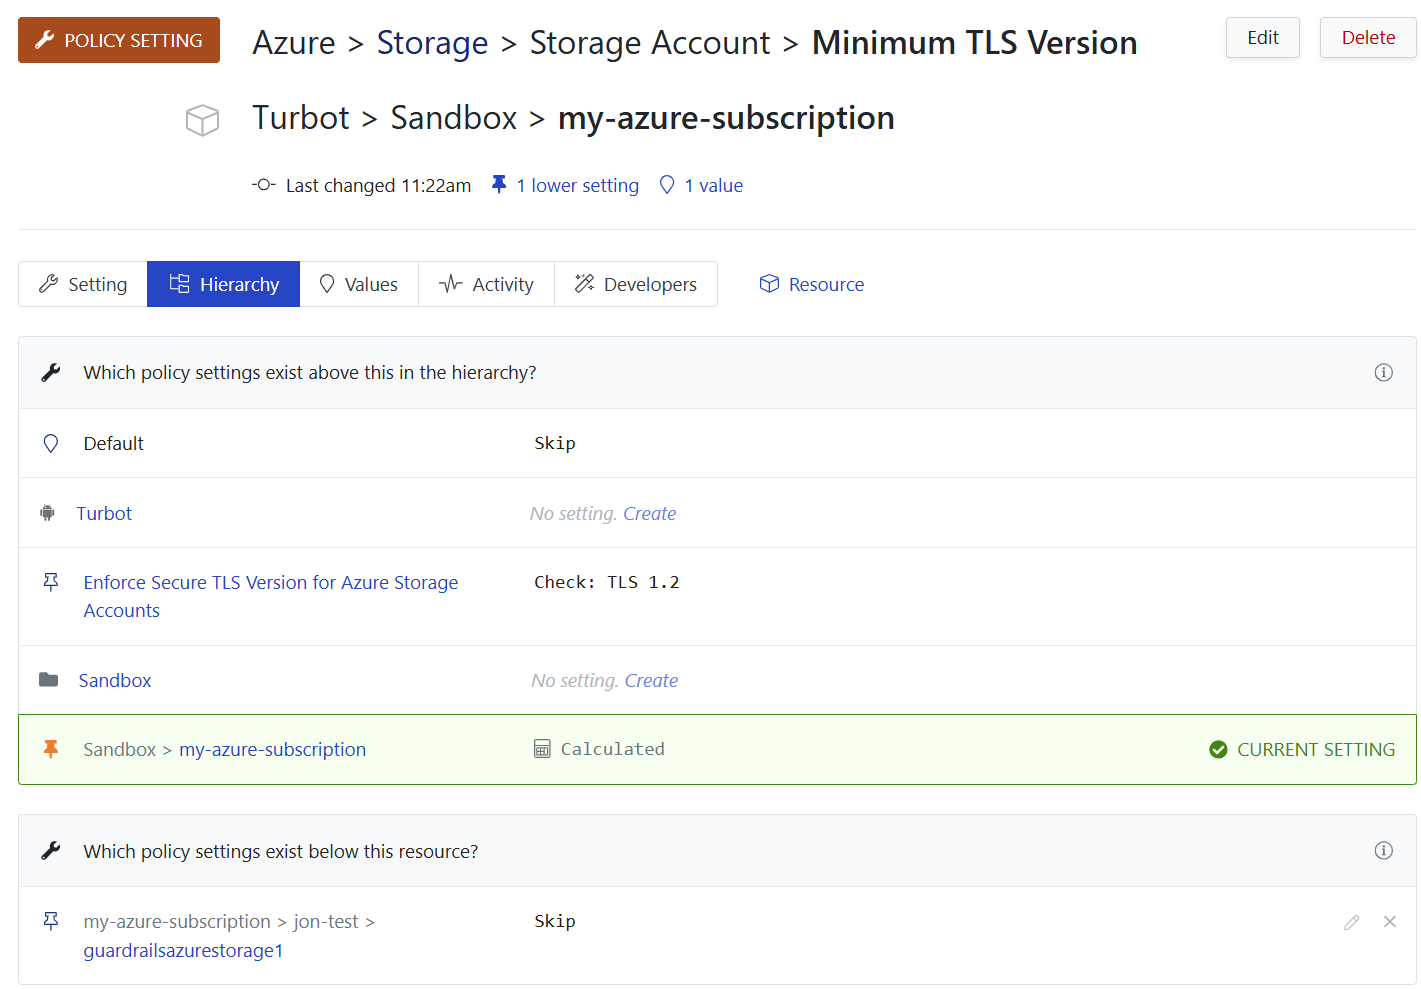 POLICY SETTING
Azure > Storage > Storage Account > Minimum TLS Version
Edit
Delete
Turbot > Sandbox > my-azure-subscription
Last changed 11:22am
1 lower setting
1 value
Setting
Hierarchy
Values
Activity
Developers
Resource
Which policy settings exist above this in the hierarchy?
Default
Skip
Turbot
No setting. Create
Enforce Secure TLS Version for Azure Storage
Accounts
Check: TLS 1.2
Sandbox
No setting. Create
Sandbox > my-azure-subscription
Calculated
CURRENT SETTING
Which policy settings exist below this resource?
my-azure-subscription > jon-test >
guardrailsazurestorage1
Skip